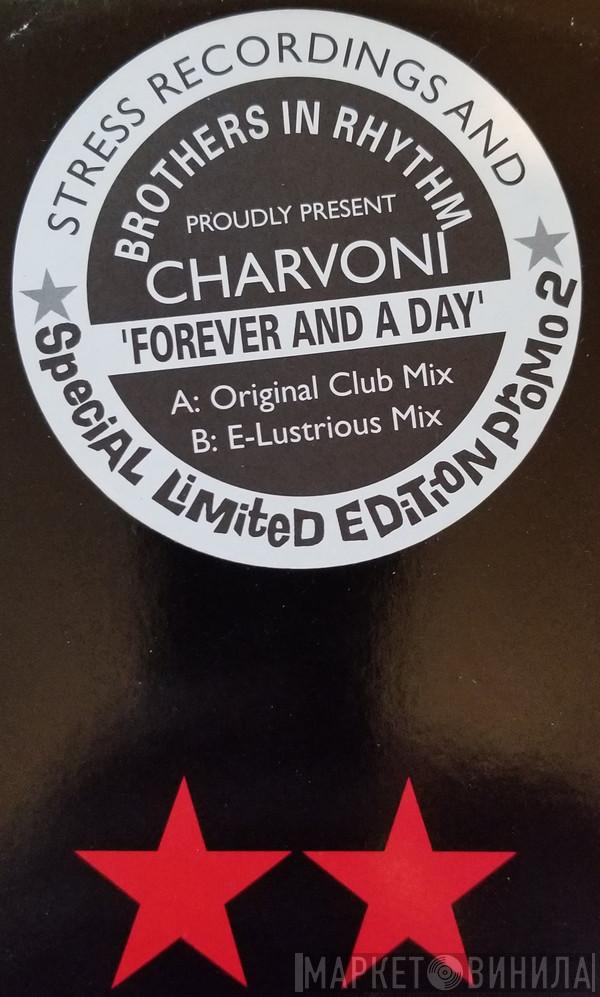 STRESS RECORDINGS AND
BROTHERS IN RHYTHM
PROUDLY PRESENT
CHARVONI
'FOREVER AND A DAY'
A: Original Club Mix
B: E-Lustrious Mix
SpeciAL LiMiteD EDiTiON pRoMo 2
МАРКЕТ ВИНИЛА